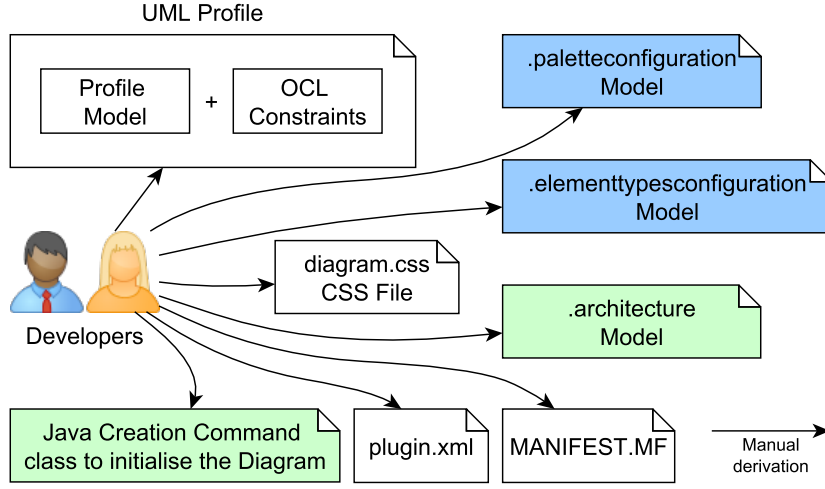 UML Profile
Profile
Model
+
OCL
Constraints
.paletteconfiguration
Model
.elementtypesconfiguration
Model
diagram.css
CSS File
.architecture
Model
Developers
Java Creation Command
class to initialise the Diagram
plugin.xml
MANIFEST.MF
Manual
derivation